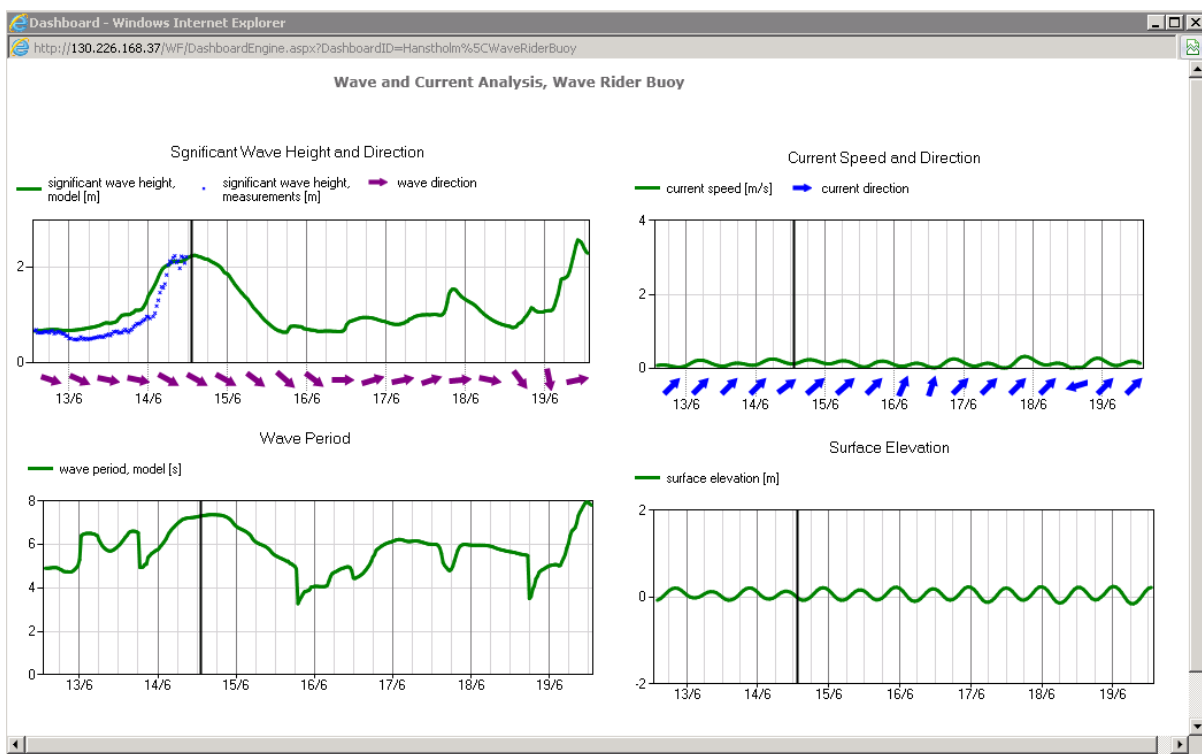 Dashboard - Windows Internet Explorer
http://130.226.168.37/WF/DashboardEngine.aspx?DashboardID=Hanstholm%5CWaveRiderBuoy
Wave and Current Analysis, Wave Rider Buoy
Sgnificant Wave Height and Direction
significant wave height, model [m]
significant wave height, measurements [m]
wave direction
2
0
13/6 14/6 15/6 16/6 17/6 18/6 19/6
Current Speed and Direction
current speed [m/s] current direction
4
2
0
13/6 14/6 15/6 16/6 17/6 18/6 19/6
Wave Period
wave period, model [s]
8
6
4
2
0
13/6 14/6 15/6 16/6 17/6 18/6 19/6
Surface Elevation
surface elevation [m]
2
0
-2
13/6 14/6 15/6 16/6 17/6 18/6 19/6